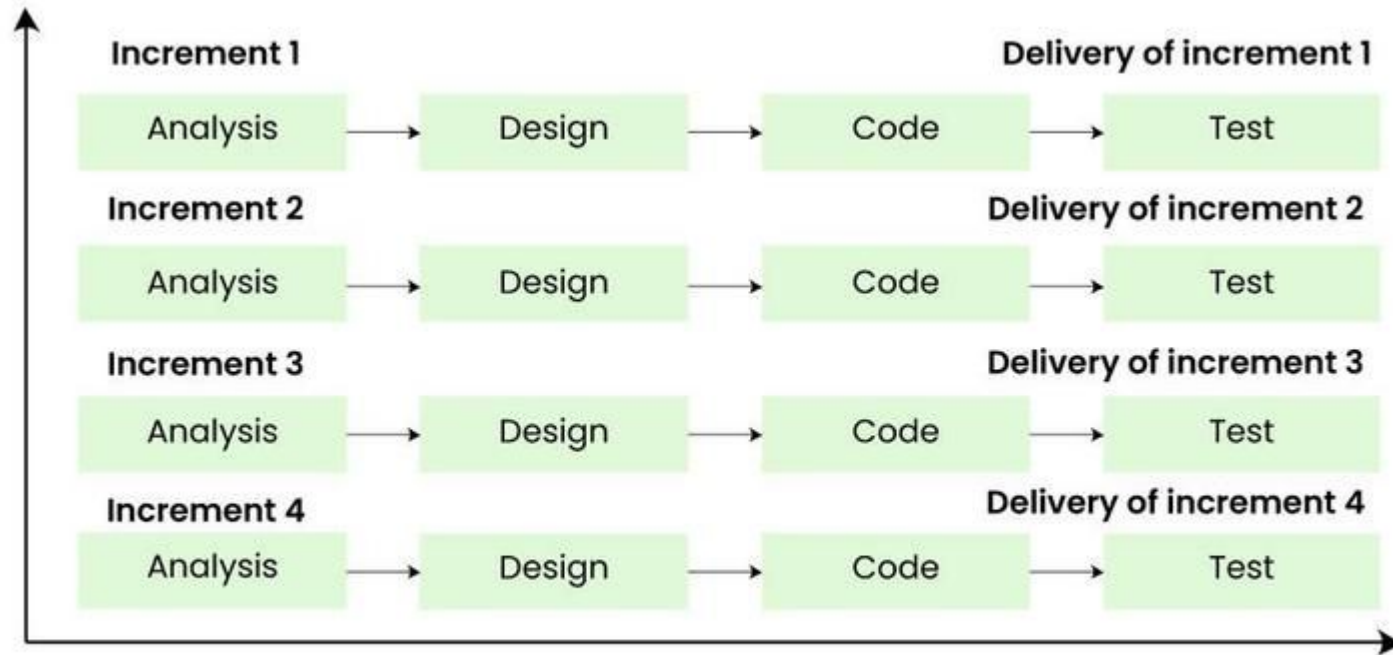 Increment 1 Delivery of increment 1
Analysis Design Code Test
Increment 2 Delivery of increment 2
Analysis Design Code Test
Increment 3 Delivery of increment 3
Analysis Design Code Test
Increment 4 Delivery of increment 4
Analysis Design Code Test